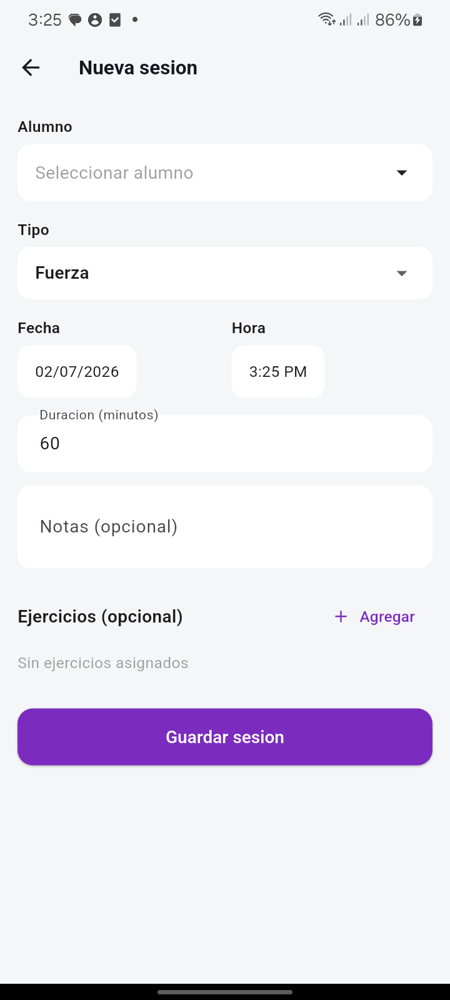 3:25
86%
Nueva sesion
Alumno
Seleccionar alumno
Tipo
Fuerza
Fecha
Hora
02/07/2026
3:25 PM
Duracion (minutos)
60
Notas (opcional)
Ejercicios (opcional)
+ Agregar
Sin ejercicios asignados
Guardar sesion